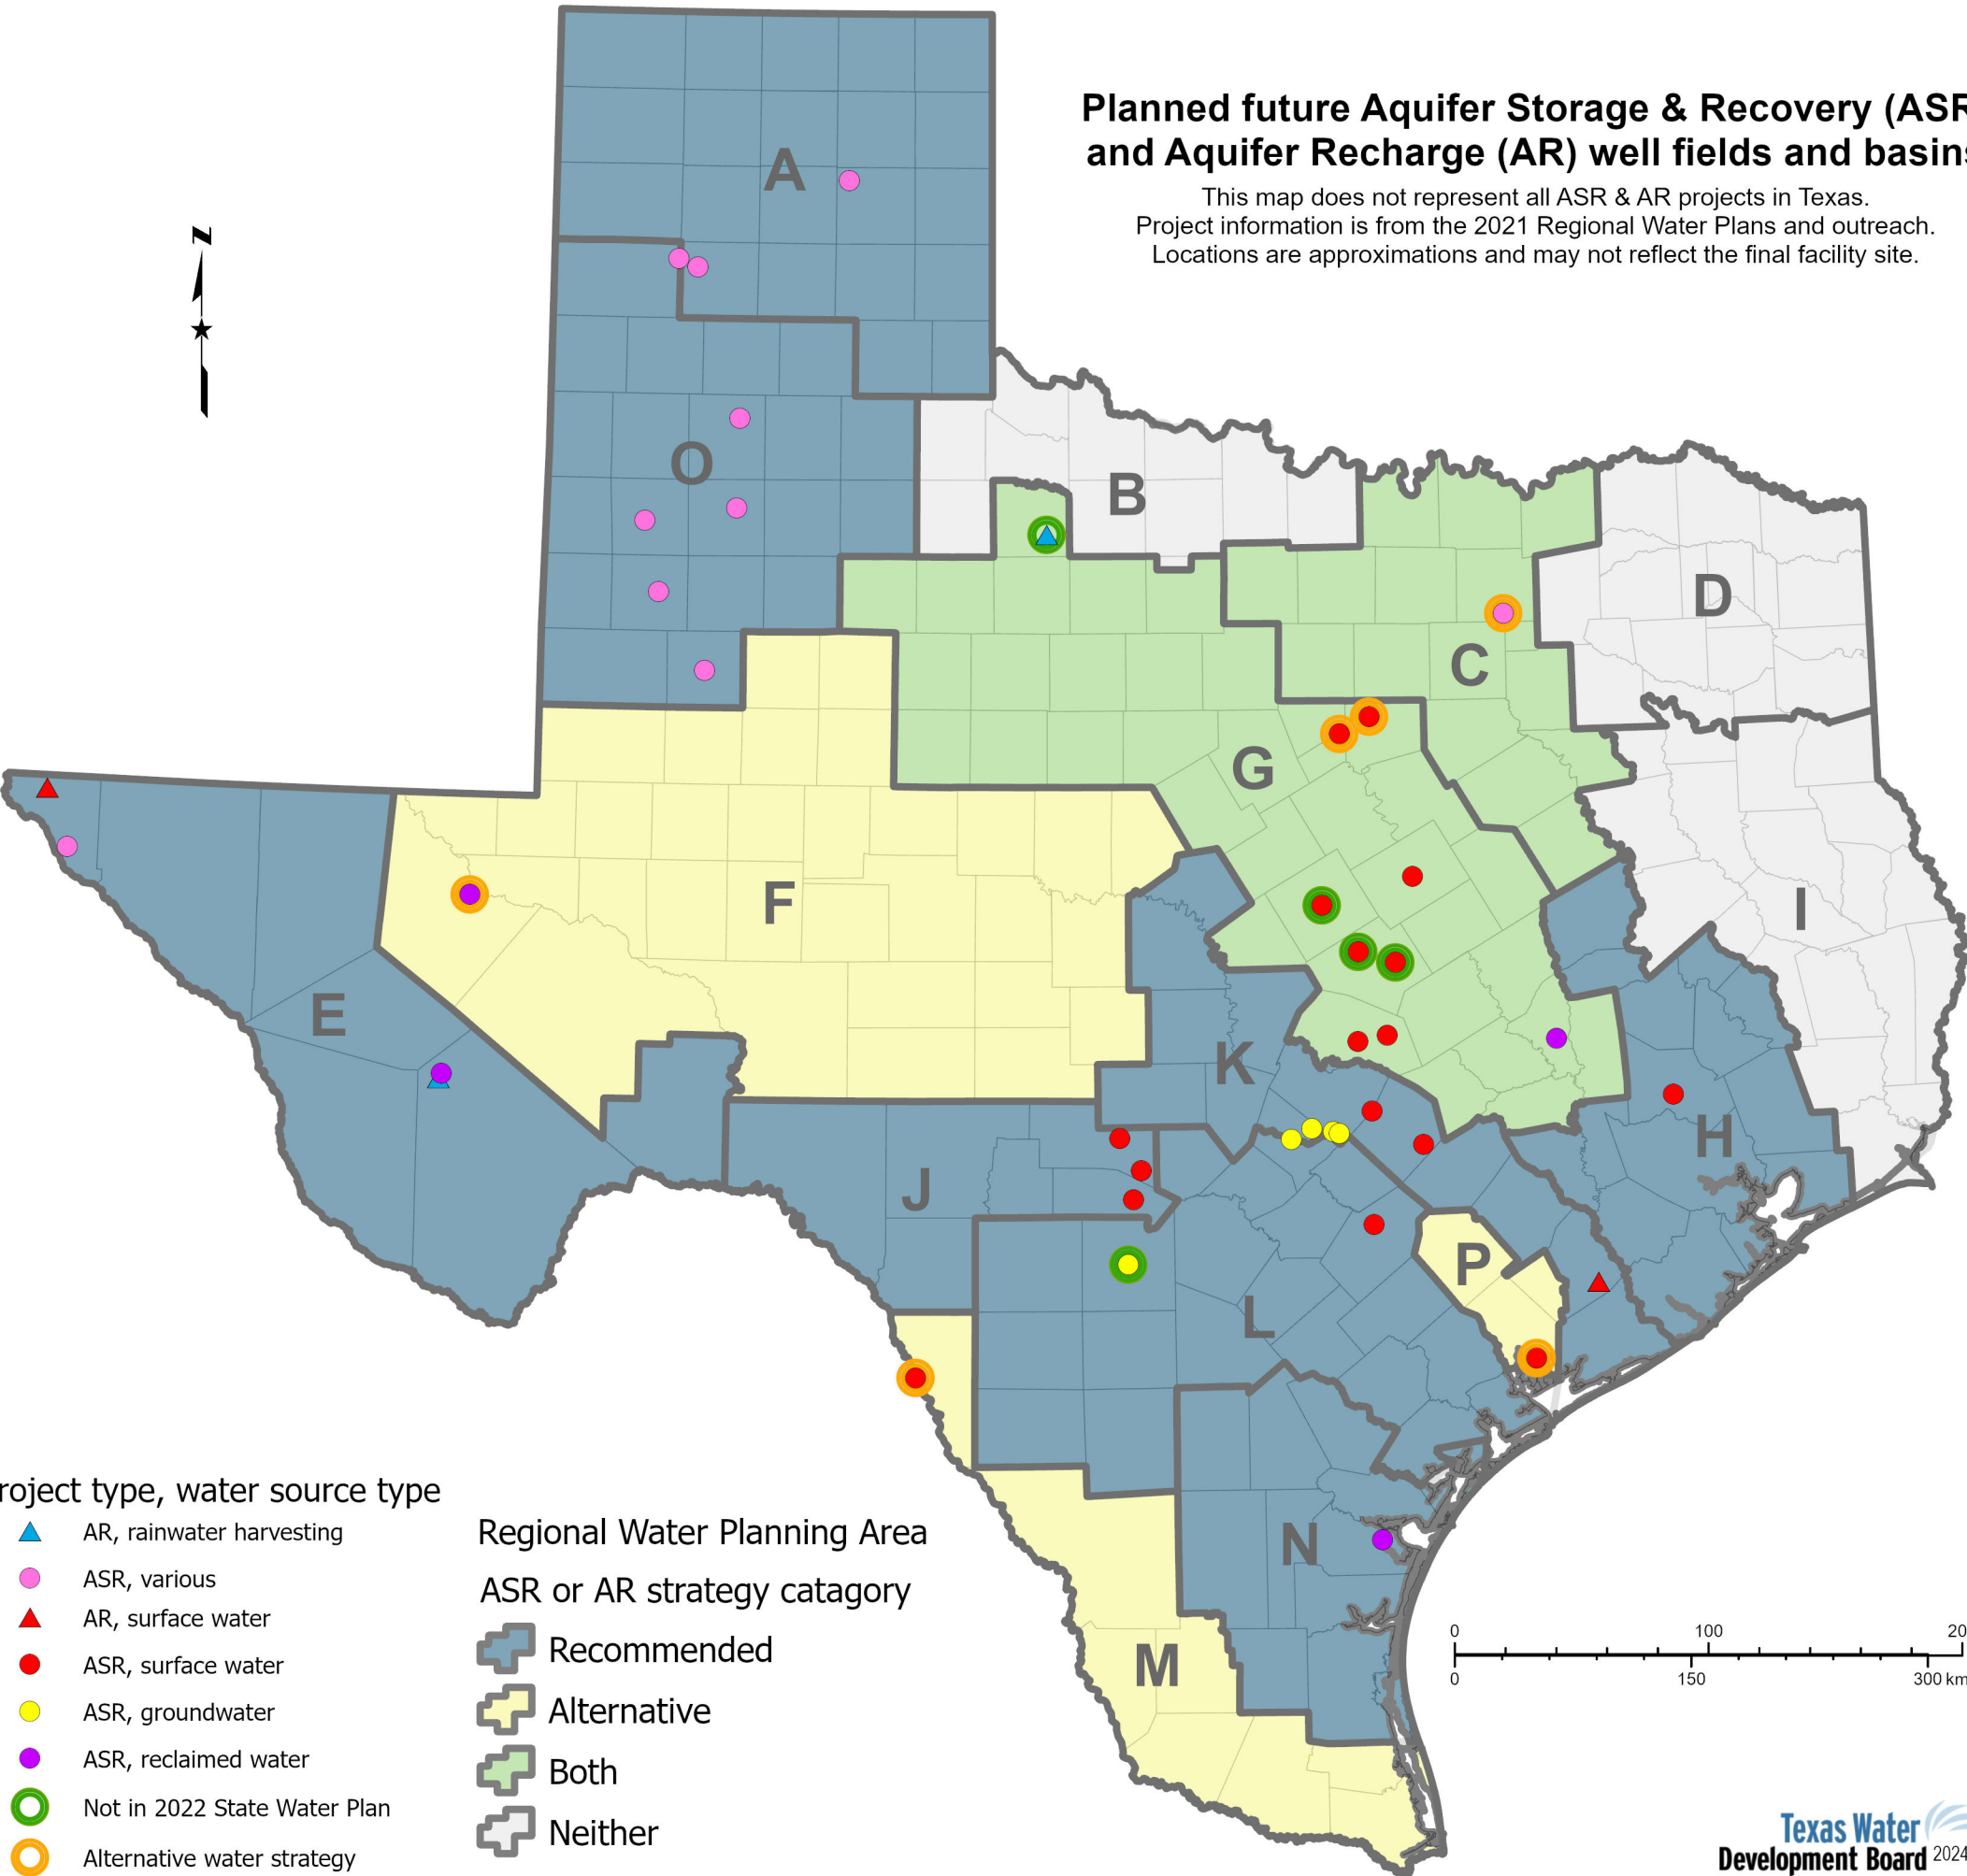 Planned future Aquifer Storage & Recovery (ASR
and Aquifer Recharge (AR) well fields and basins
This map does not represent all ASR & AR projects in Texas.
Project information is from the 2021 Regional Water Plans and outreach.
Locations are approximations and may not reflect the final facility site.
N
A
O
B
D
C
G
F
I
E
K
H
J
P
L
N
M
roject type, water source type
AR, rainwater harvesting
ASR, various
AR, surface water
ASR, surface water
ASR, groundwater
ASR, reclaimed water
Not in 2022 State Water Plan
Alternative water strategy
Regional Water Planning Area
ASR or AR strategy catagory
Recommended
Alternative
Both
Neither
0 100 20
0 150 300 km
Texas Water
Development Board 2024